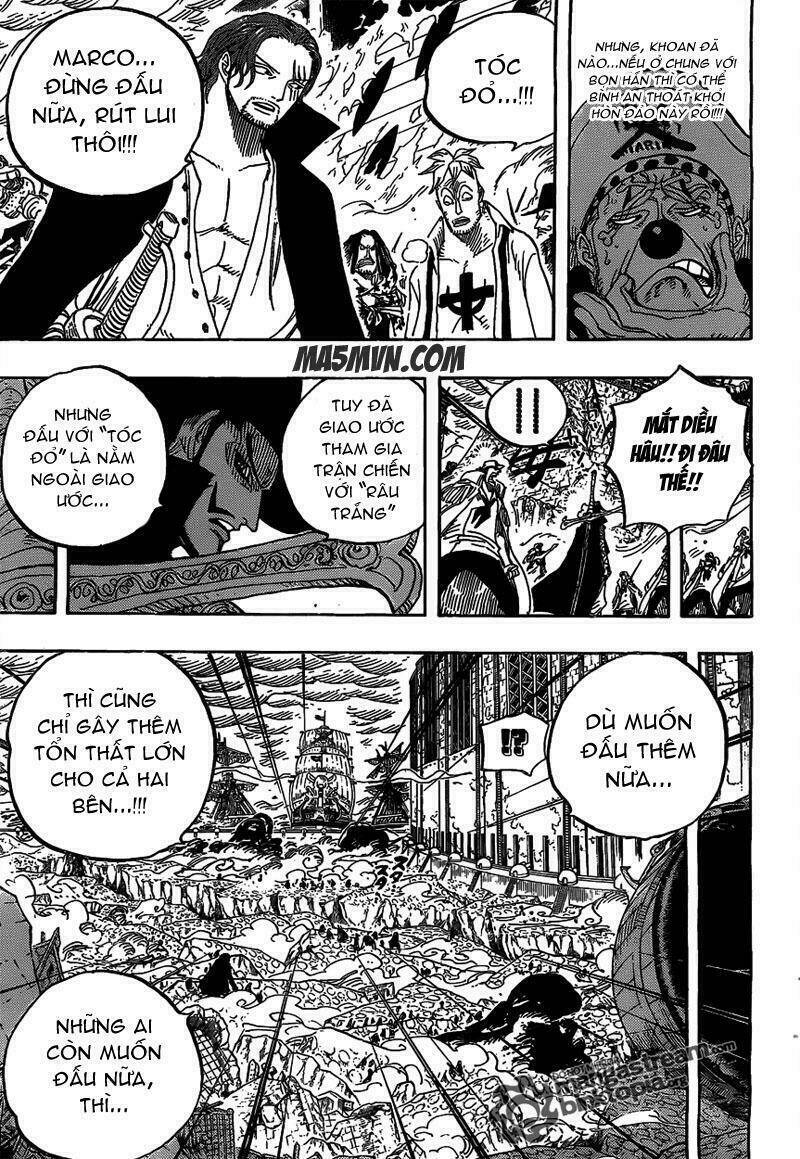 NHƯNG, KHOAN ĐÃ
NÀO...NẾU Ở CHUNG VỚI
BỌN HẮN THÌ CÓ THỂ
BÌNH AN THOÁT KHỎI
HÒN ĐẢO NÀY RỒI!!!
TÓC
ĐỎ...!!!
MARCO...
ĐỪNG ĐẤU
NỮA, RÚT LUI
THÔI!!!
MA5MVN.COM
MẮT DIỀU
HÂU!! ĐI ĐÂU
THẾ!!
!!
TUY ĐÃ
GIAO ƯỚC
THAM GIA
TRẬN CHIẾN
VỚI "RÂU
TRẮNG"
NHƯNG
ĐẤU VỚI "TÓC
ĐỎ" LÀ NẰM
NGOÀI GIAO
ƯỚC...
DÙ MUỐN
ĐẤU THÊM
NỮA...
!?
THÌ CŨNG
CHỈ GÂY THÊM
TỔN THẤT LỚN
CHO CẢ HAI
BÊN...!!!
NHỮNG AI
CÒN MUỐN
ĐẤU NỮA,
THÌ...
mangastream.com
binktopia.org